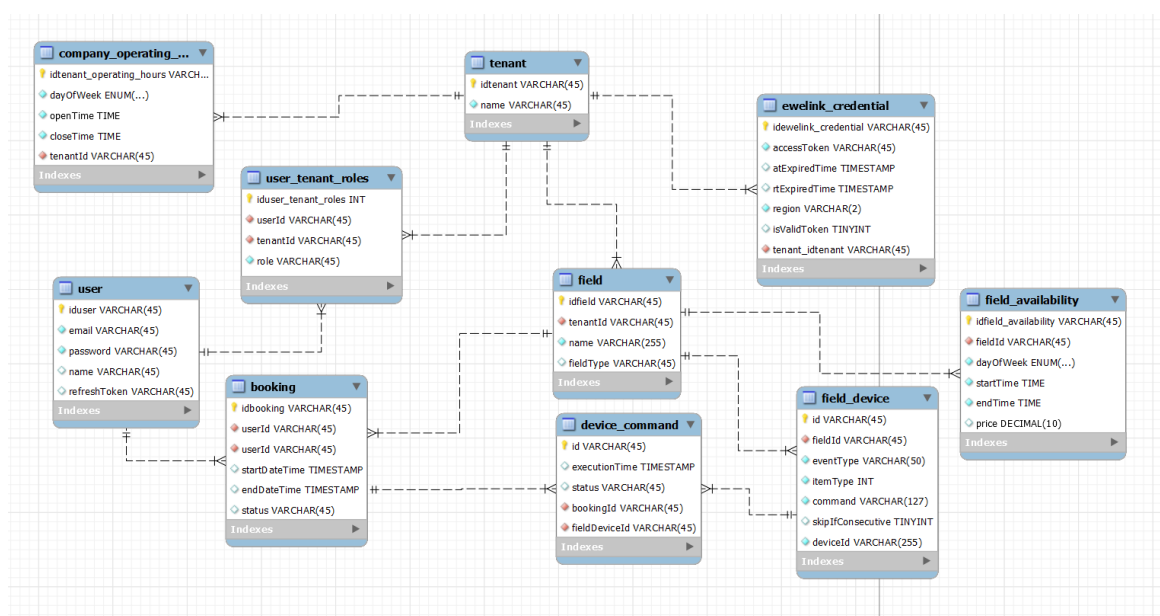 company_operating_...
idtenant_operating_hours VARCH...
dayOfWeek ENUM(...)
openTime TIME
closeTime TIME
tenantId VARCHAR(45)
Indexes
tenant
idtenant VARCHAR(45)
name VARCHAR(45)
Indexes
ewelink_credential
idewelink_credential VARCHAR(45)
accessToken VARCHAR(45)
atExpiredTime TIMESTAMP
rtExpiredTime TIMESTAMP
region VARCHAR(2)
isValidToken TINYINT
tenant_idtenant VARCHAR(45)
Indexes
user_tenant_roles
iduser_tenant_roles INT
userId VARCHAR(45)
tenantId VARCHAR(45)
role VARCHAR(45)
Indexes
user
iduser VARCHAR(45)
email VARCHAR(45)
password VARCHAR(45)
name VARCHAR(45)
refreshToken VARCHAR(45)
Indexes
field
idfield VARCHAR(45)
tenantId VARCHAR(45)
name VARCHAR(255)
fieldType VARCHAR(45)
Indexes
field_availability
idfield_availability VARCHAR(45)
fieldId VARCHAR(45)
dayOfWeek ENUM(...)
startTime TIME
endTime TIME
price DECIMAL(10)
Indexes
booking
idbooking VARCHAR(45)
userId VARCHAR(45)
userId VARCHAR(45)
startDateTime TIMESTAMP
endDateTime TIMESTAMP
status VARCHAR(45)
Indexes
device_command
id VARCHAR(45)
executionTime TIMESTAMP
status VARCHAR(45)
bookingId VARCHAR(45)
fieldDeviceId VARCHAR(45)
Indexes
field_device
id VARCHAR(45)
fieldId VARCHAR(45)
eventType VARCHAR(50)
itemType INT
command VARCHAR(127)
skipIfConsecutive TINYINT
deviceId VARCHAR(255)
Indexes